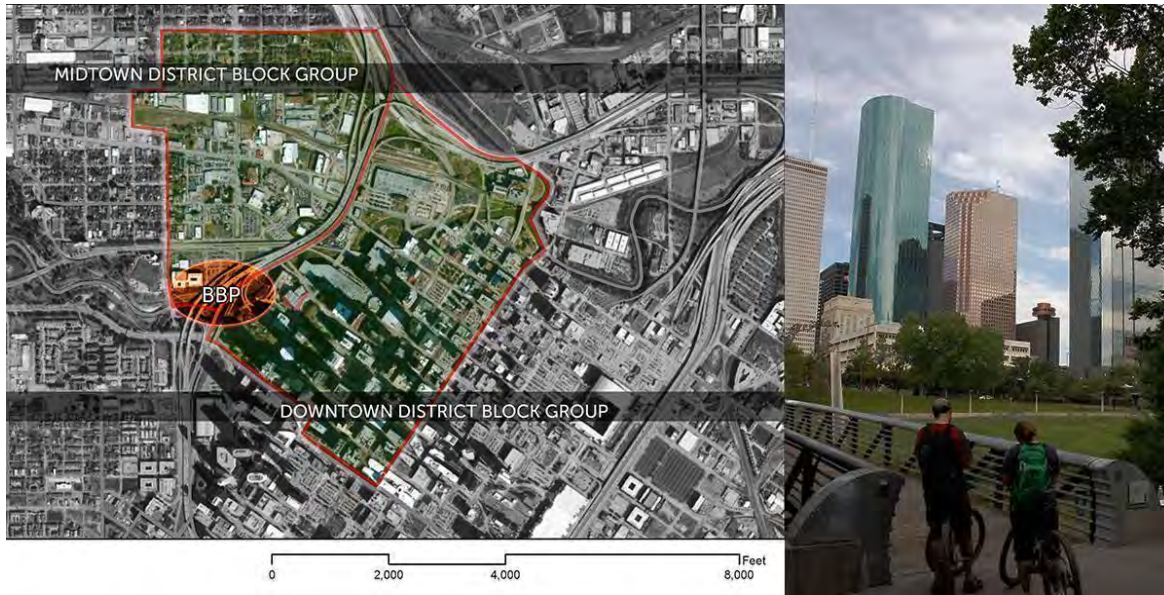 MIDTOWN DISTRICT BLOCK GROUP
BBP
DOWNTOWN DISTRICT BLOCK GROUP
Feet
0 2,000 4,000 8,000